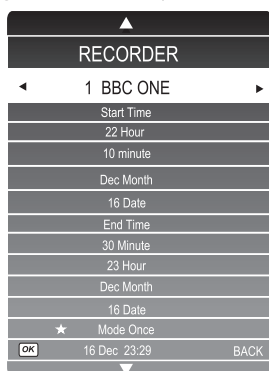 RECORDER
1 BBC ONE
Start Time
22 Hour
10 minute
Dec Month
16 Date
End Time
30 Minute
23 Hour
Dec Month
16 Date
Mode Once
OK 16 Dec 23:29 BACK